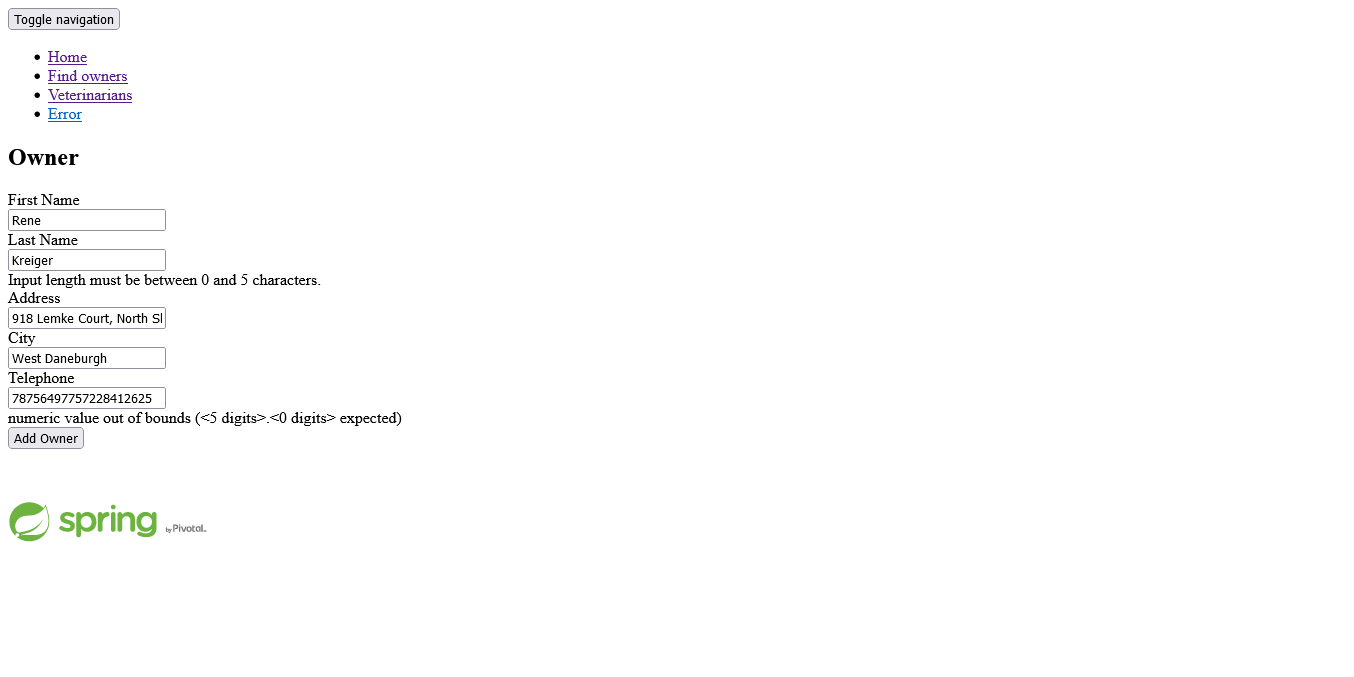 Toggle navigation
Home
Find owners
Veterinarians
Error
Owner
First Name
Rene
Last Name
Kreiger
Input length must be between 0 and 5 characters.
Address
918 Lemke Court, North Sl
City
West Daneburgh
Telephone
78756497757228412625
numeric value out of bounds (<5 digits>.<0 digits> expected)
Add Owner
spring by Pivotal